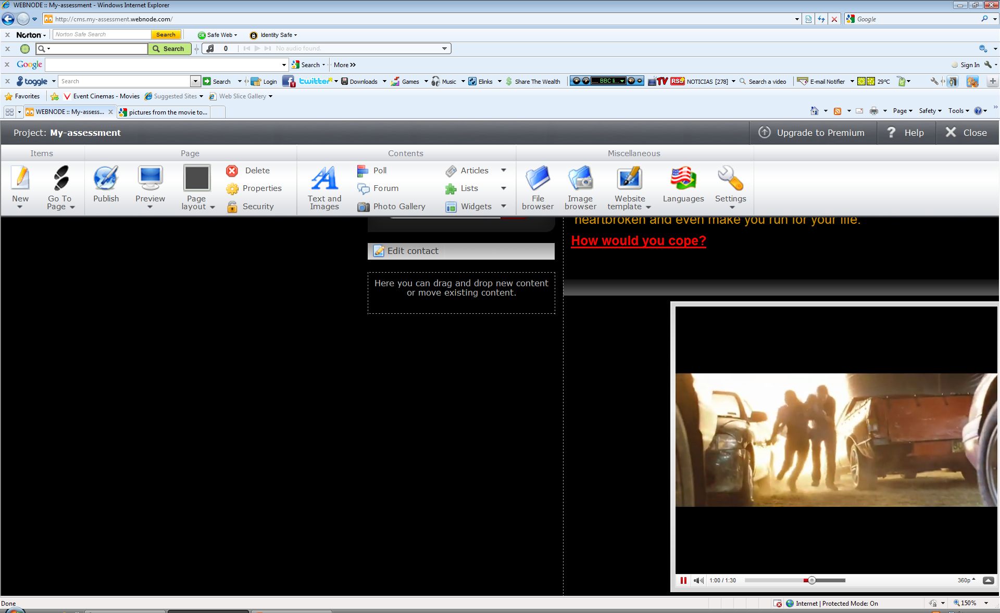 WEBNODE :: My-assessment - Windows Internet Explorer
http://cms.my-assessment.webnode.com/
Google
Norton Norton Safe Search Search OK Safe Web Identity Safe
Search 0 No audio found.
Google Search More >> Sign In
toggle Search Search Login 1 twitter Downloads Games Music Elinks $ Share The Wealth .... BBC li... TV RSS NOTICIAS [278] Search a video E-mail Notifier 29°C
Favorites Event Cinemas - Movies Suggested Sites Web Slice Gallery
WEBNODE :: My-assess... pictures from the movie to... Page Safety Tools
Project: My-assessment Upgrade to Premium ? Help Close
Items Page Contents Miscellaneous
New
Go To
Page
Publish
Preview
Page
layout
Delete
Properties
Security
Text and
Images
Poll
Forum
Photo Gallery
Articles
Lists
Widgets
File
browser
Image
browser
Website
template
Languages
Settings
heartbroken and even make you run for your life.
How would you cope?
Edit contact
Here you can drag and drop new content
or move existing content.
1:00 / 1:30 360p
Done Internet | Protected Mode: On 150%